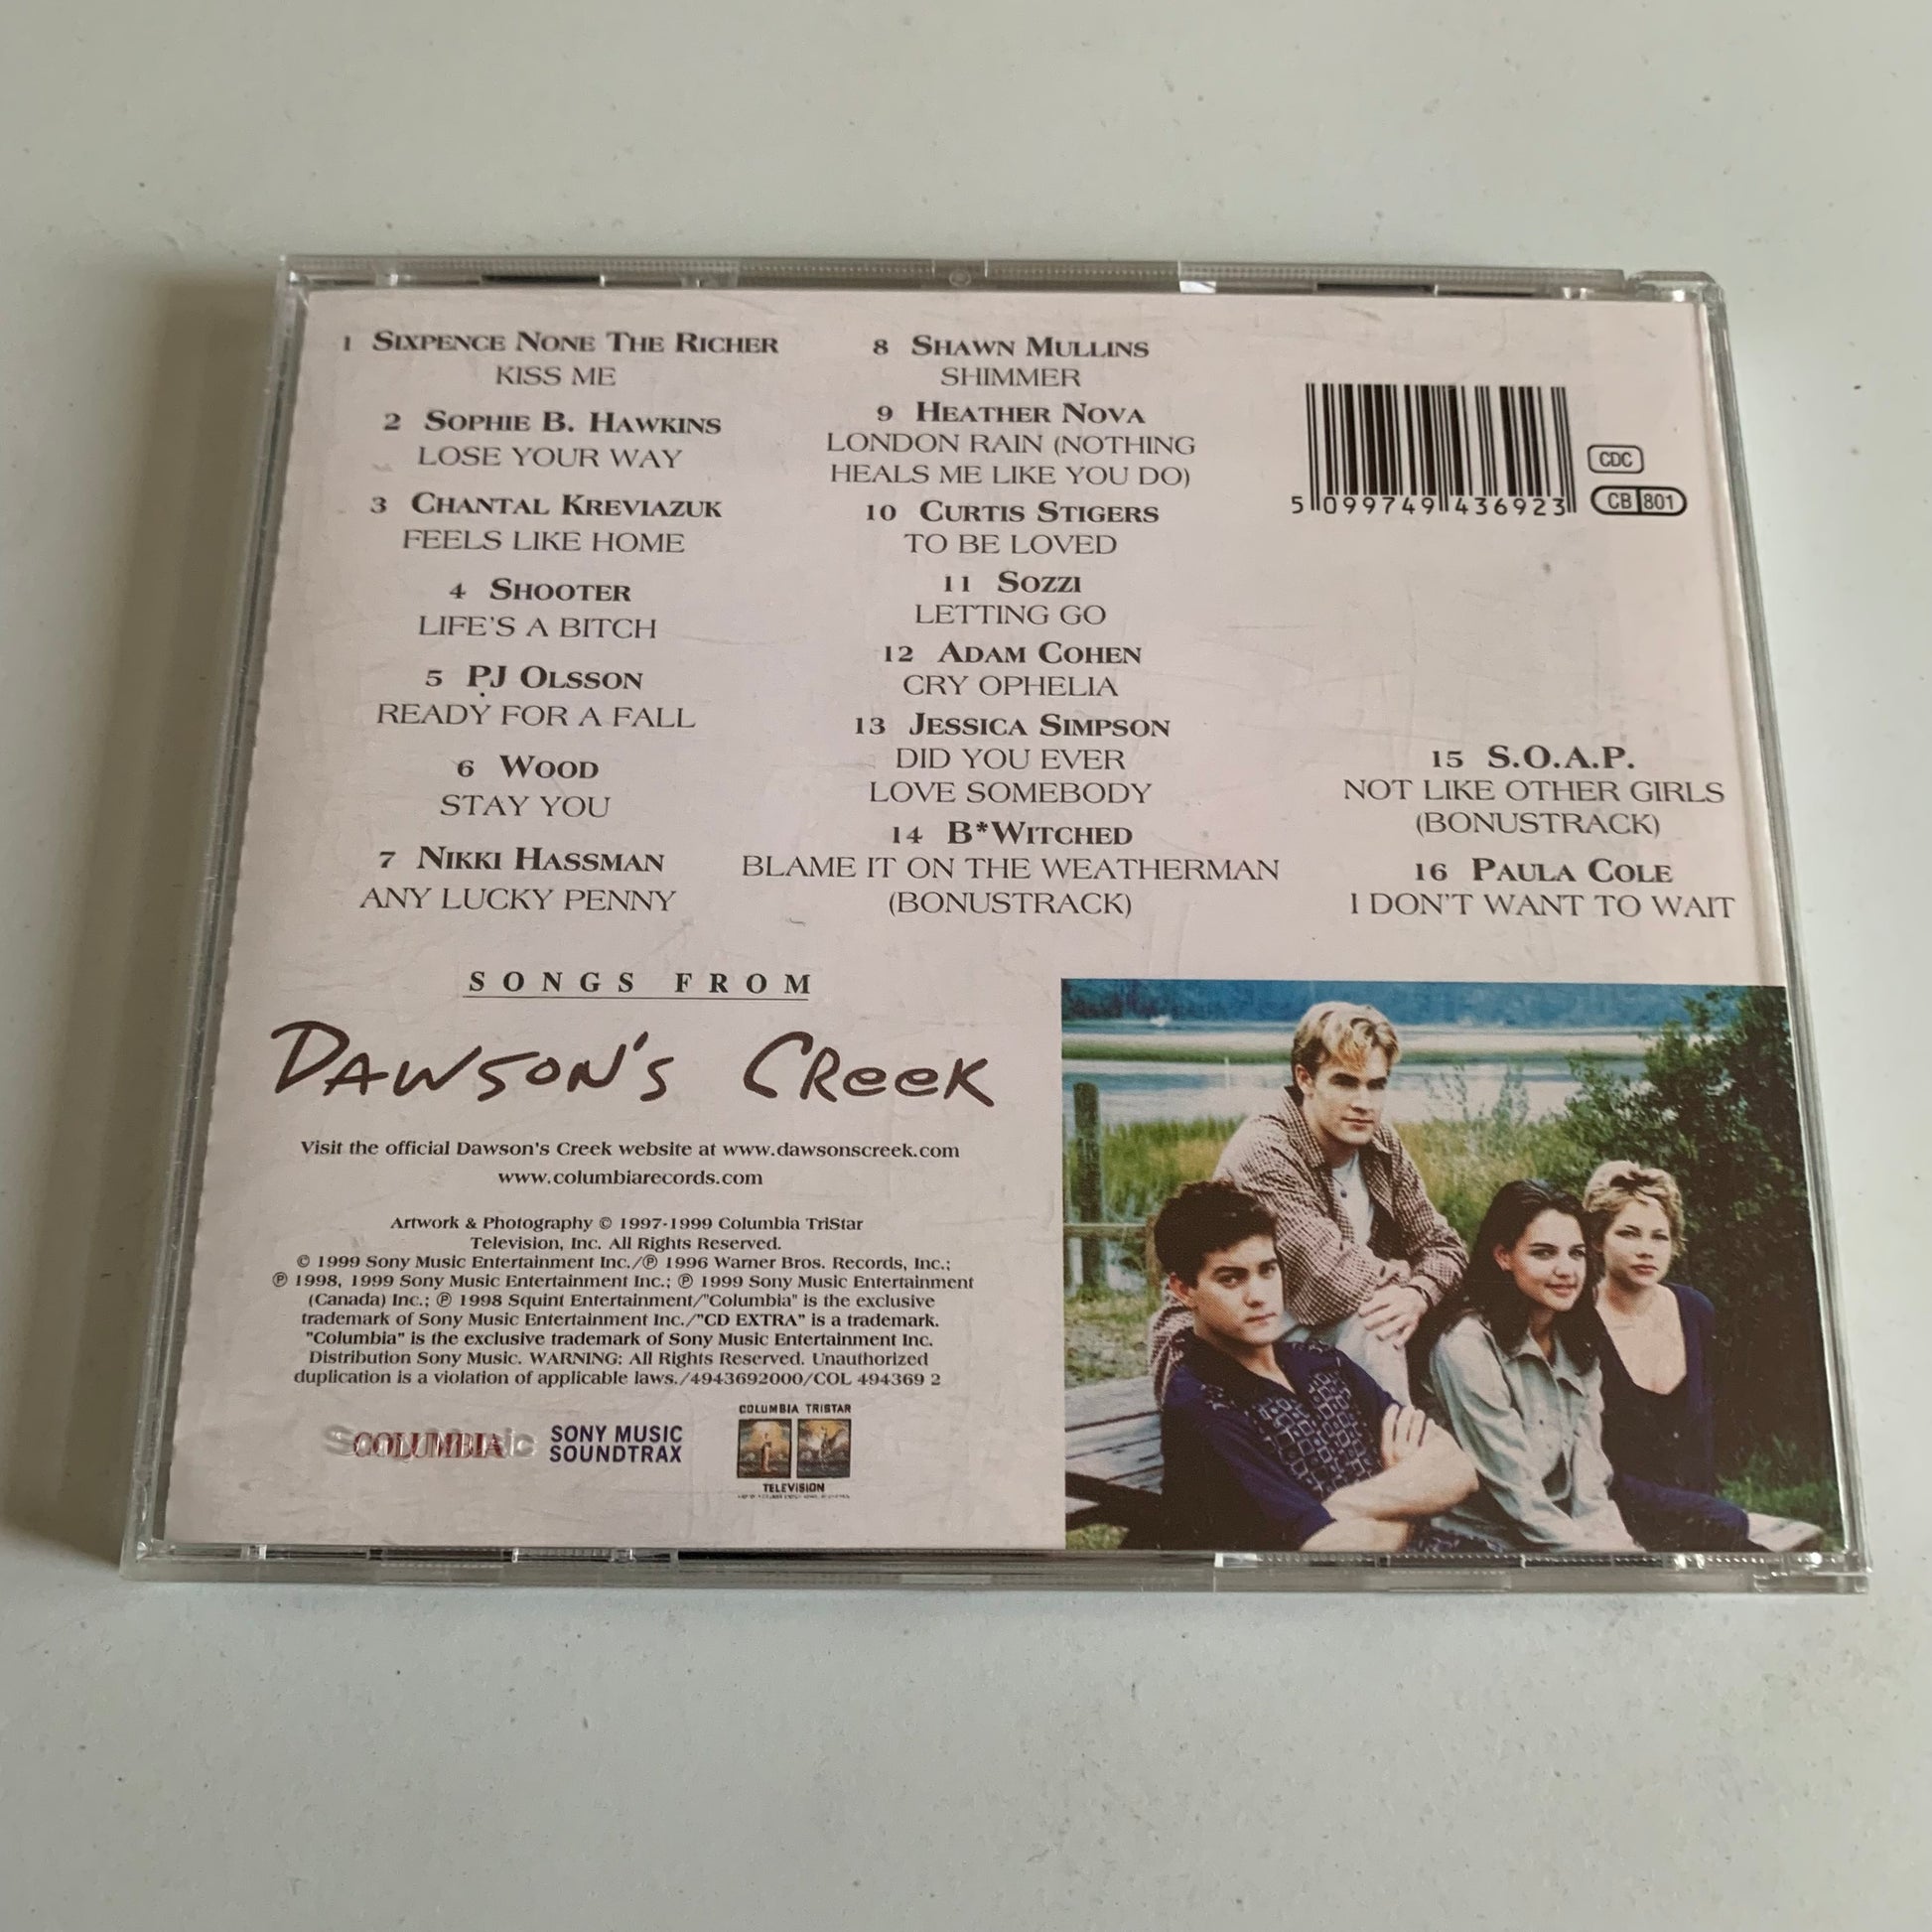 1 SIXPENCE NONE THE RICHER
KISS ME
2 SOPHIE B. HAWKINS
LOSE YOUR WAY
3 CHANTAL KREVIAZUK
FEELS LIKE HOME
4 SHOOTER
LIFE'S A BITCH
5 PJ OLSSON
READY FOR A FALL
6 WOOD
STAY YOU
7 NIKKI HASSMAN
ANY LUCKY PENNY
8 SHAWN MULLINS
SHIMMER
9 HEATHER NOVA
LONDON RAIN (NOTHING
HEALS ME LIKE YOU DO)
10 CURTIS STIGERS
TO BE LOVED
11 SOZZI
LETTING GO
12 ADAM COHEN
CRY OPHELIA
13 JESSICA SIMPSON
DID YOU EVER
LOVE SOMEBODY
14 B*WITCHED
BLAME IT ON THE WEATHERMAN
(BONUSTRACK)
5 099749 436923
CDC
CB 801
15 S.O.A.P.
NOT LIKE OTHER GIRLS
(BONUSTRACK)
16 PAULA COLE
I DON'T WANT TO WAIT
SONGS FROM
DAWSON'S CREEK
Visit the official Dawson's Creek website at www.dawsonscreek.com
www.columbiarecords.com
Artwork & Photography © 1997-1999 Columbia TriStar
Television, Inc. All Rights Reserved.
© 1999 Sony Music Entertainment Inc./℗ 1996 Warner Bros. Records, Inc.;
℗ 1998, 1999 Sony Music Entertainment Inc.; ℗ 1999 Sony Music Entertainment
(Canada) Inc.; ℗ 1998 Squint Entertainment/"Columbia" is the exclusive
trademark of Sony Music Entertainment Inc./"CD EXTRA" is a trademark.
"Columbia" is the exclusive trademark of Sony Music Entertainment Inc.
Distribution Sony Music. WARNING: All Rights Reserved. Unauthorized
duplication is a violation of applicable laws./4943692000/COL 494369 2
COLUMBIA
SONY MUSIC
SOUNDTRAX
COLUMBIA TRISTAR
TELEVISION